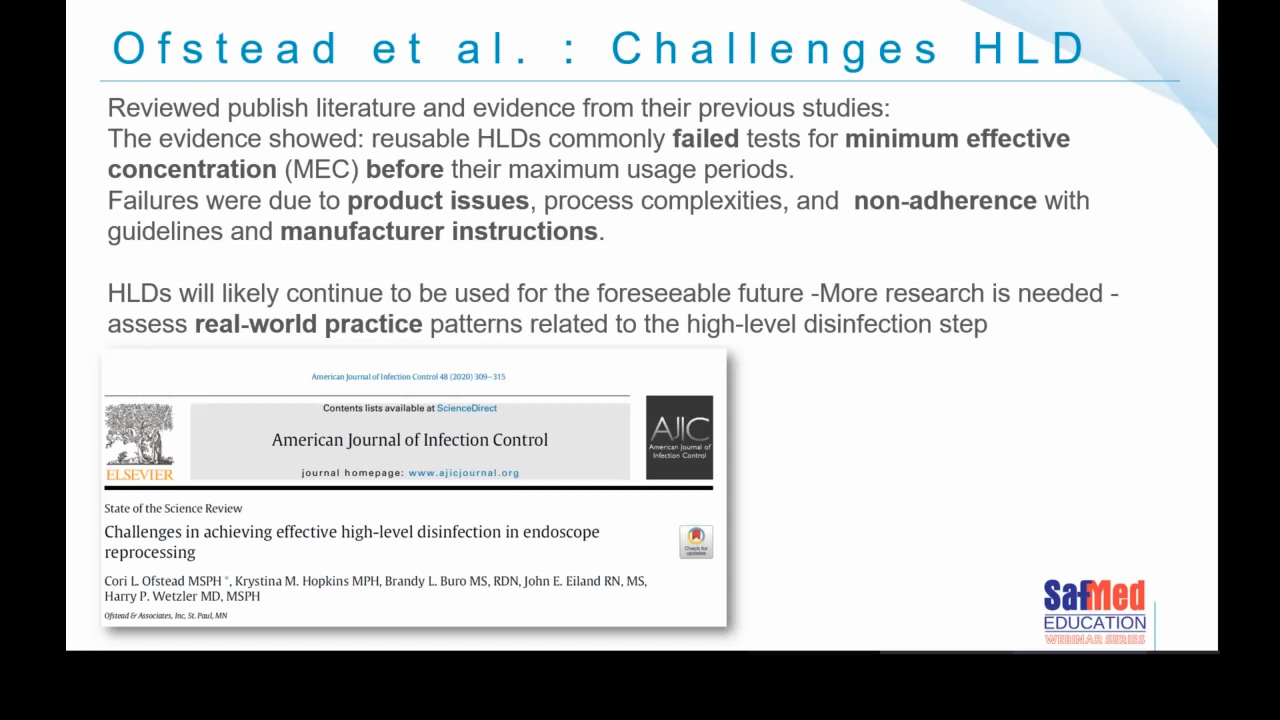 Ofstead et al. : Challenges HLD
Reviewed publish literature and evidence from their previous studies:
The evidence showed: reusable HLDs commonly failed tests for minimum effective
concentration (MEC) before their maximum usage periods.
Failures were due to product issues, process complexities, and non-adherence with
guidelines and manufacturer instructions.
HLDs will likely continue to be used for the foreseeable future -More research is needed -
assess real-world practice patterns related to the high-level disinfection step
American Journal of Infection Control 48 (2020) 309–315
Contents lists available at ScienceDirect
American Journal of Infection Control
journal homepage: www.ajicjournal.org
ELSEVIER
AJIC
American Journal of
Infection Control
State of the Science Review
Challenges in achieving effective high-level disinfection in endoscope
reprocessing
Check for
updates
Cori L. Ofstead MSPH *, Krystina M. Hopkins MPH, Brandy L. Buro MS, RDN, John E. Eiland RN, MS,
Harry P. Wetzler MD, MSPH
Ofstead & Associates, Inc, St. Paul, MN
SafMed
EDUCATION
WEBINAR SERIES